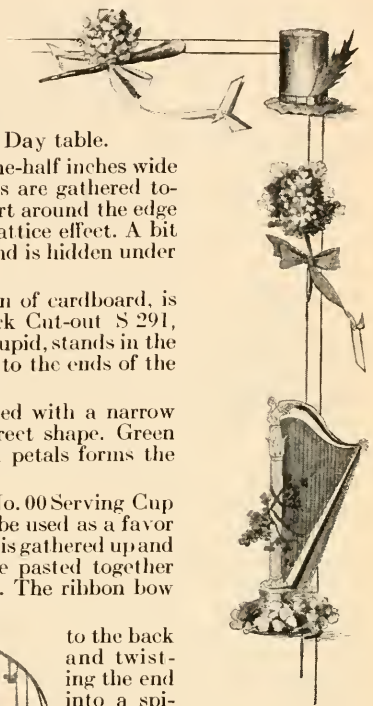 Day table.
ne-half inches wide
s are gathered to-
rt around the edge
attice effect. A bit
nd is hidden under
n of cardboard, is
rk Cut-out S 291,
upid, stands in the
to the ends of the
ed with a narrow
rect shape. Green
petals forms the
No. 00 Serving Cup
be used as a favor
is gathered up and
e pasted together
. The ribbon bow
to the back
and twist-
ing the end
into a spi-